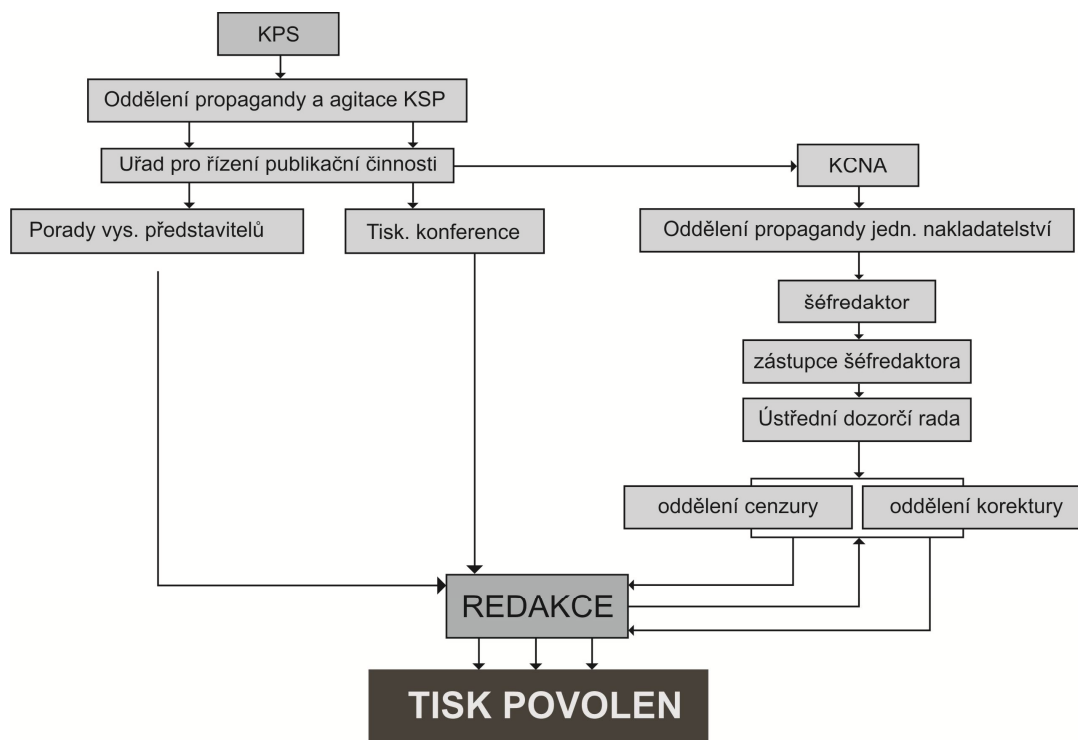 KPS
Oddělení propagandy a agitace KSP
Uřad pro řízení publikační činnosti
KCNA
Porady vys. představitelů
Tisk. konference
Oddělení propagandy jedn. nakladatelství
šéfredaktor
zástupce šéfredaktora
Ústřední dozorčí rada
oddělení cenzury
oddělení korektury
REDAKCE
TISK POVOLEN